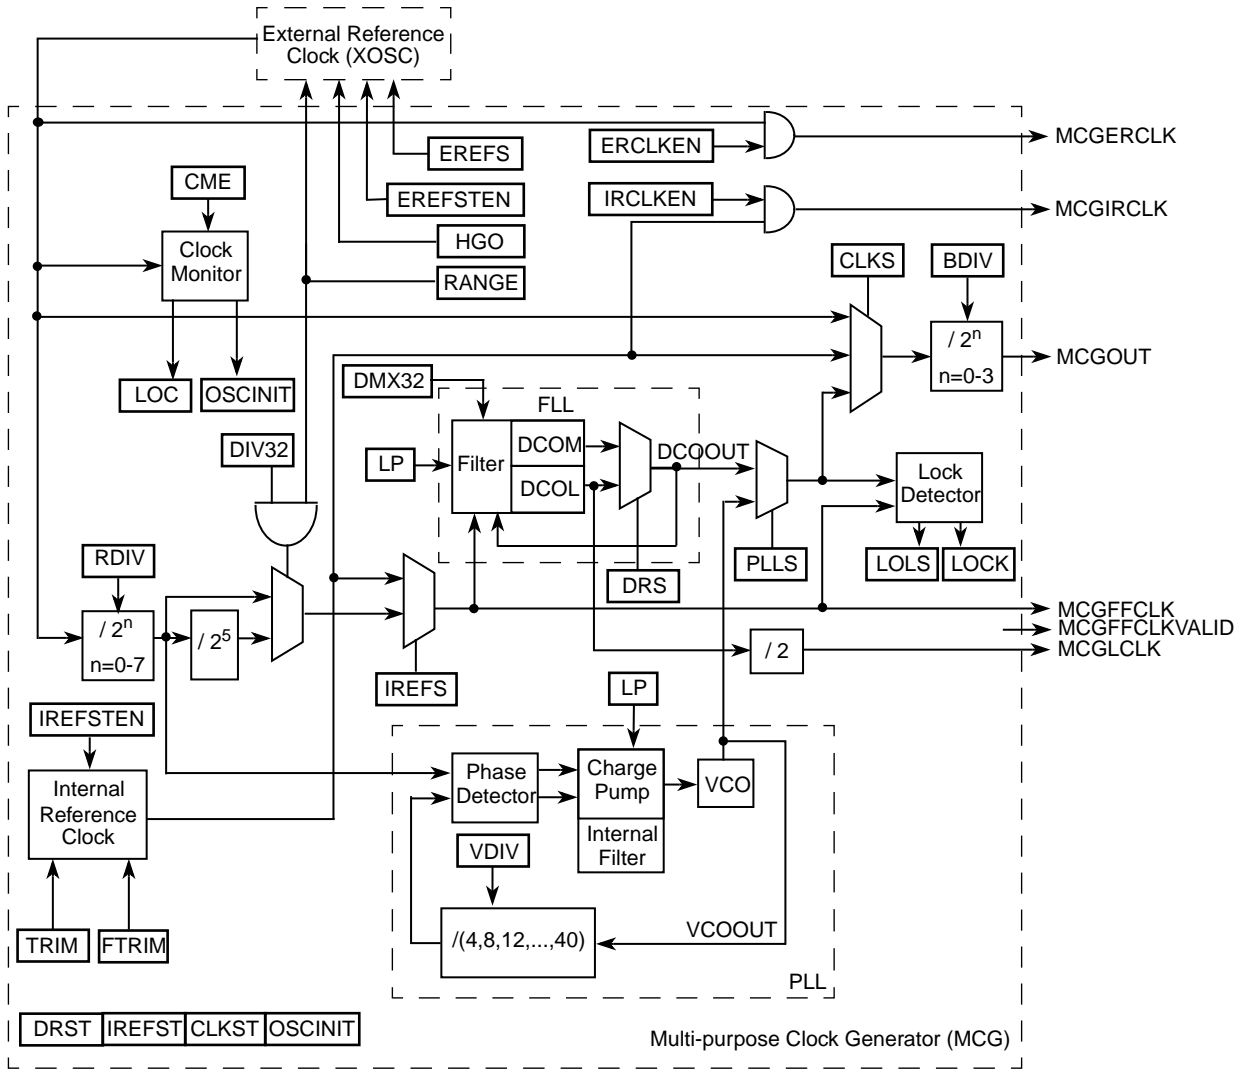 External Reference
Clock (XOSC)
MCGERCLK
ERCLKEN
EREFS
CME
IRCLKEN
EREFSTEN
MCGIRCLK
HGO
Clock
Monitor
CLKS
BDIV
RANGE
/ 2n
n=0-3
MCGOUT
LOC
OSCINIT
DMX32
FLL
DIV32
LP
Filter
DCOM
DCOL
DCOOUT
Lock
Detector
RDIV
DRS
PLLS
LOLS
LOCK
/ 2n
n=0-7
/ 25
MCGFFCLK
MCGFFCLKVALID
MCGLCLK
/ 2
IREFS
LP
IREFSTEN
Internal
Reference
Clock
Phase
Detector
Charge
Pump
VCO
Internal
Filter
VDIV
TRIM
FTRIM
/(4,8,12,...,40)
VCOOUT
PLL
DRST
IREFST
CLKST
OSCINIT
Multi-purpose Clock Generator (MCG)